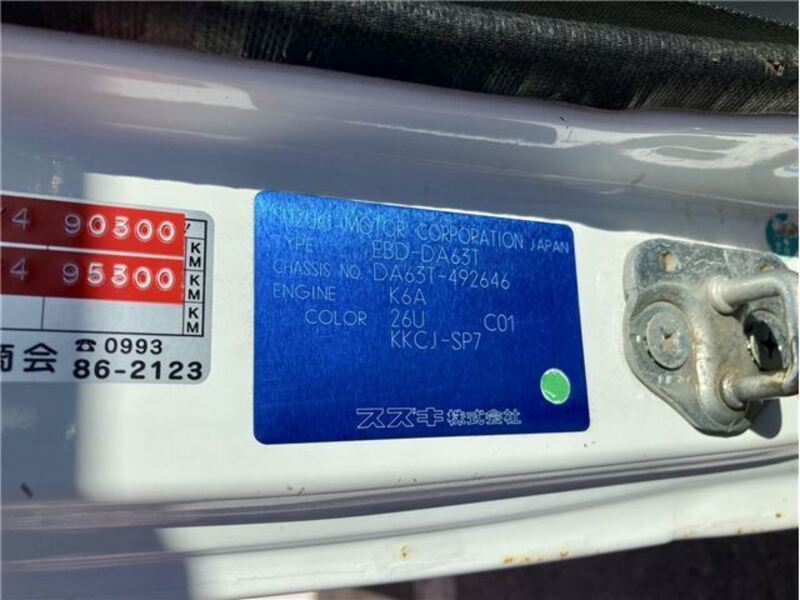 4 90300
4 95300
KM
KM
KM
商会 ☎0993
86-2123
SUZUKI MOTOR CORPORATION JAPAN
TYPE EBD-DA63T
CHASSIS NO. DA63T-492646
ENGINE K6A
COLOR 26U C01
KKCJ-SP7
スズキ株式会社